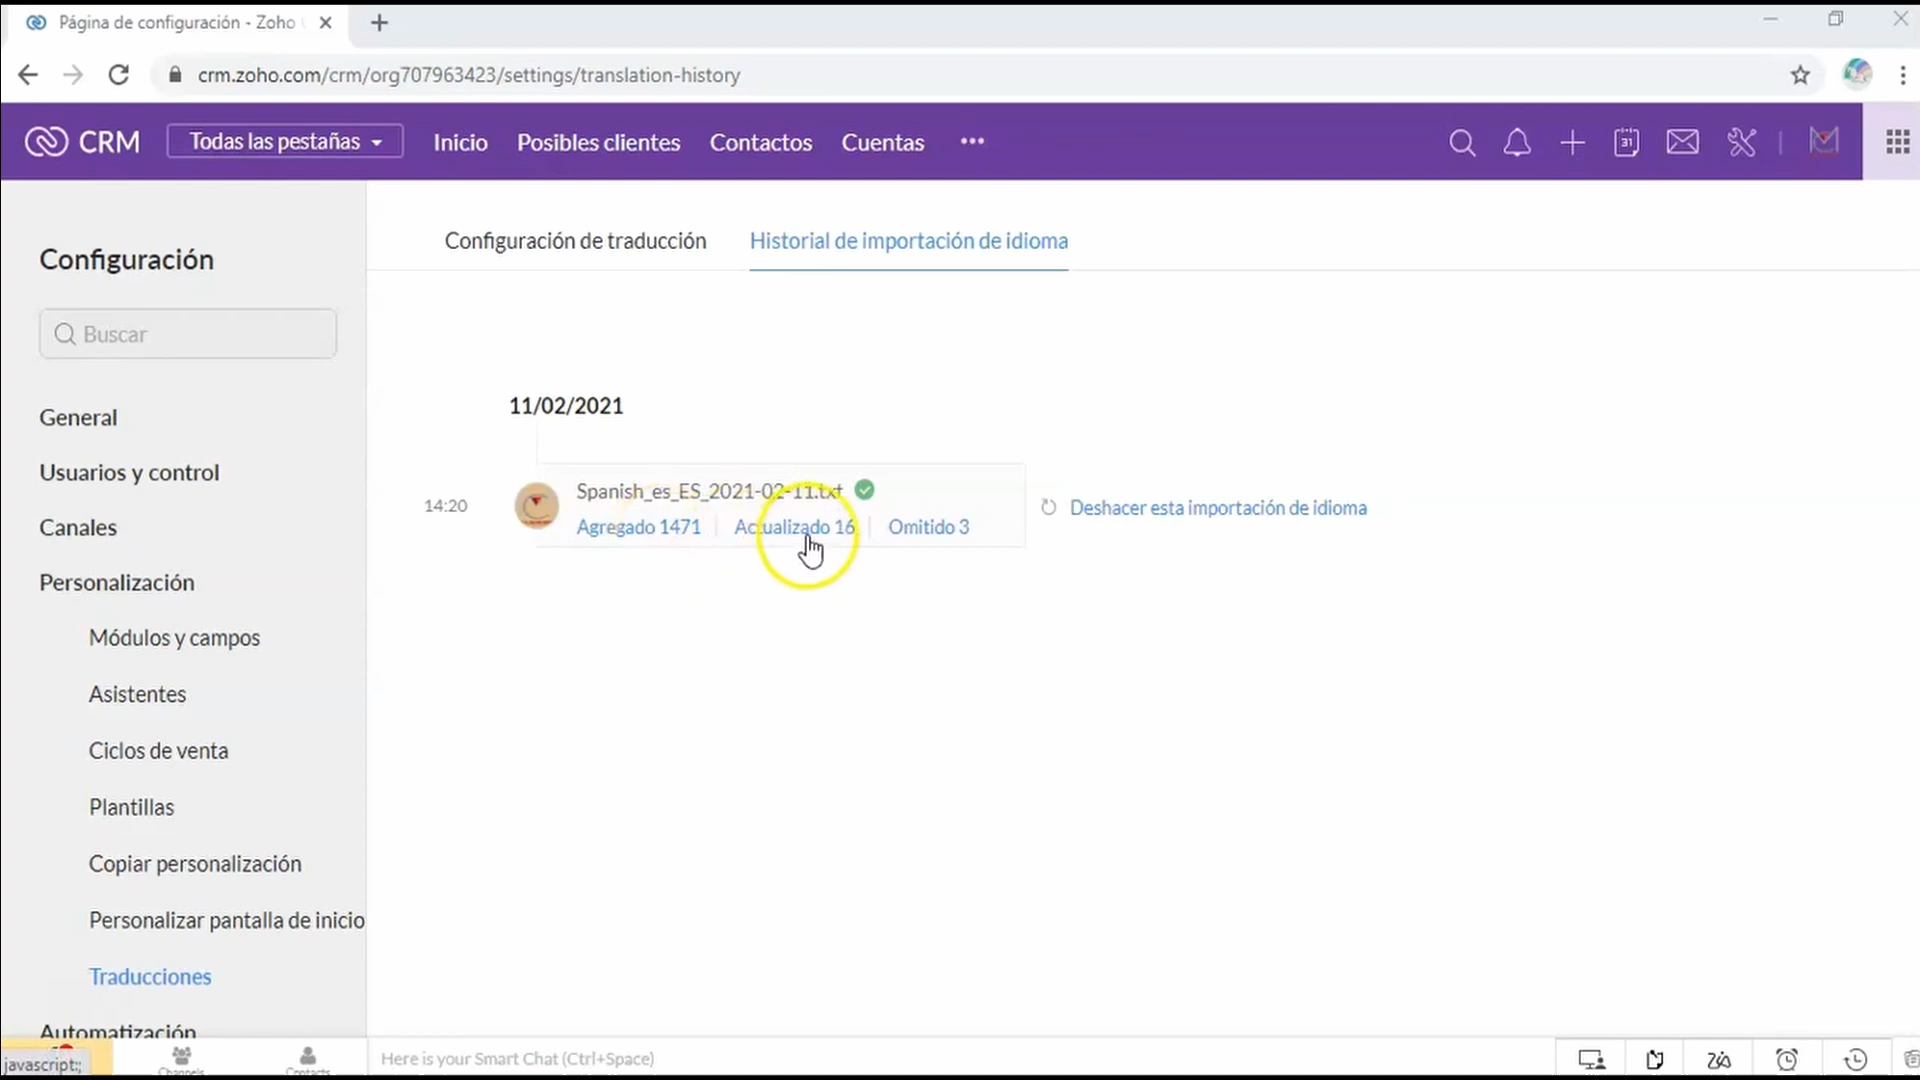 Página de configuración - Zoho
crm.zoho.com/crm/org707963423/settings/translation-history
CRM
Todas las pestañas
Inicio
Posibles clientes
Contactos
Cuentas
31
Configuración
Buscar
General
Usuarios y control
Canales
Personalización
Módulos y campos
Asistentes
Ciclos de venta
Plantillas
Copiar personalización
Personalizar pantalla de inicio
Traducciones
Automatización
Configuración de traducción
Historial de importación de idioma
11/02/2021
14:20
Spanish_es_ES_2021-02-11.txt
Agregado 1471
Actualizado 16
Omitido 3
Deshacer esta importación de idioma
javascript:;
Channels
Contacts
Here is your Smart Chat (Ctrl+Space)